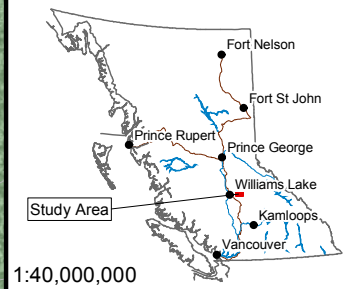 Fort Nelson
Fort St John
Prince Rupert
Prince George
Williams Lake
Study Area
Kamloops
Vancouver
1:40,000,000